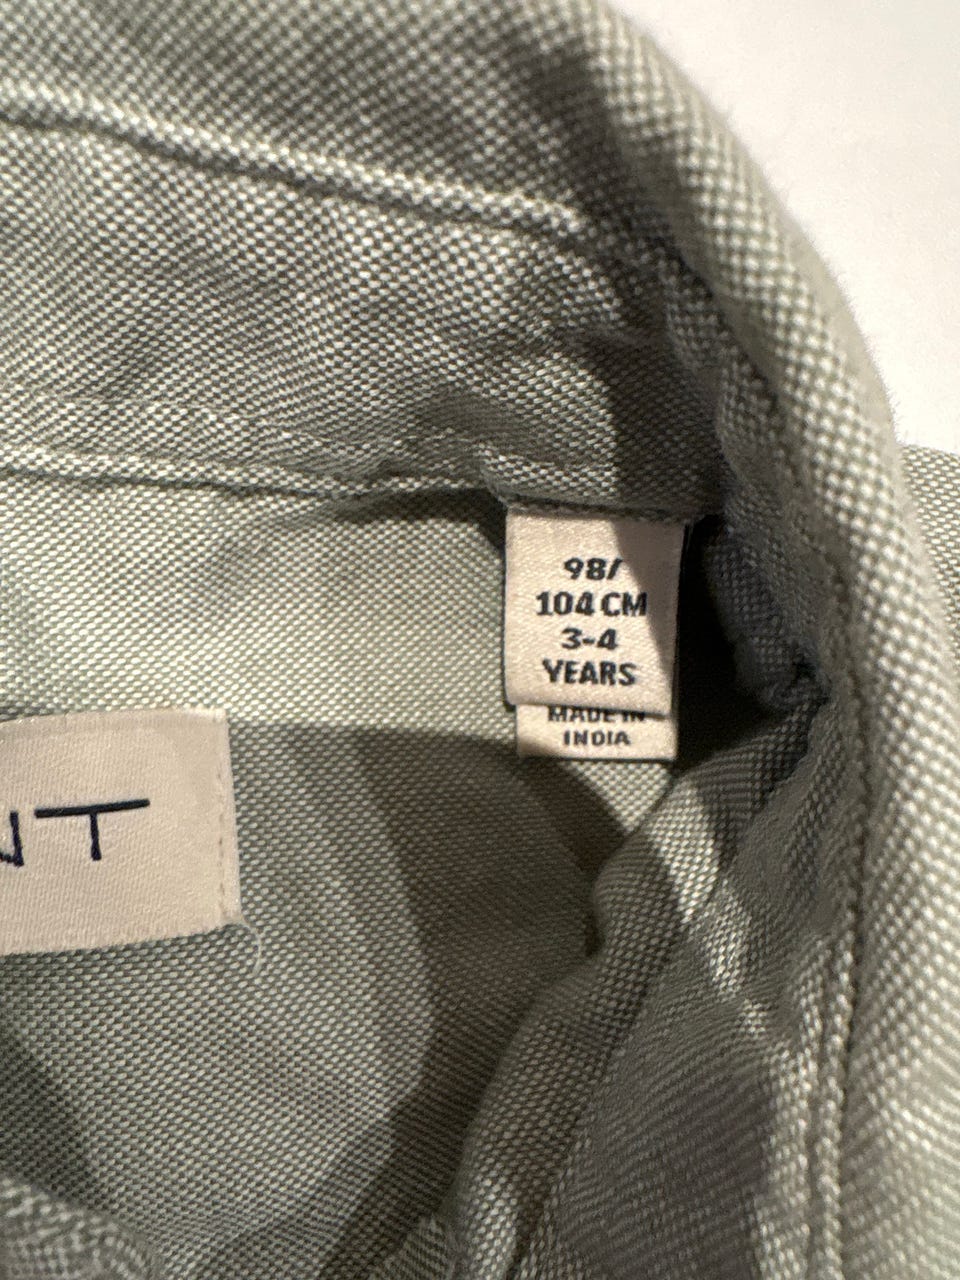 98/
104 CM
3-4
YEARS
MADE IN
INDIA
NT